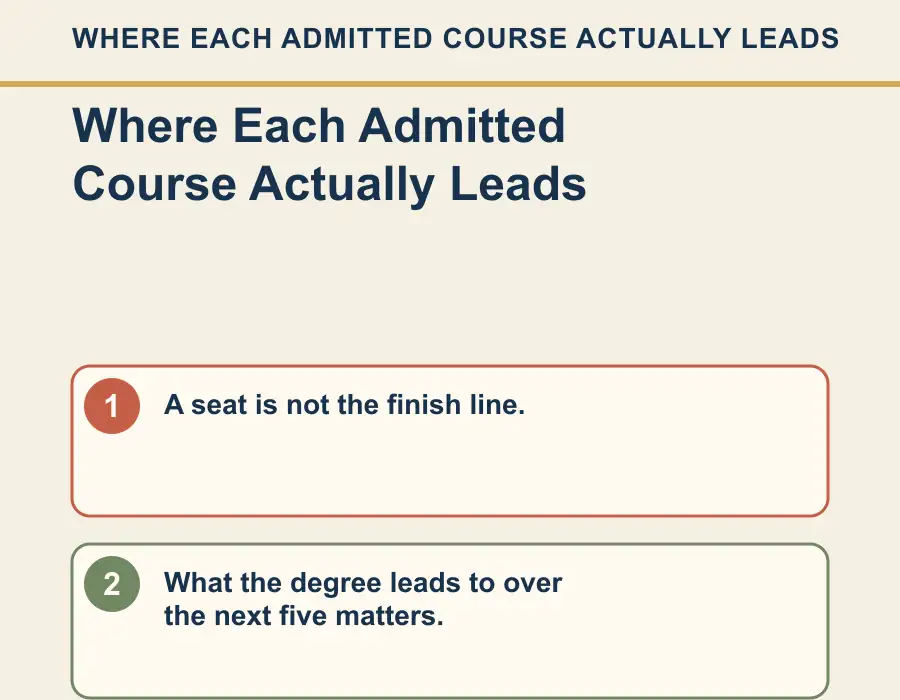 WHERE EACH ADMITTED COURSE ACTUALLY LEADS
Where Each Admitted
Course Actually Leads
1
A seat is not the finish line.
2
What the degree leads to over
the next five matters.